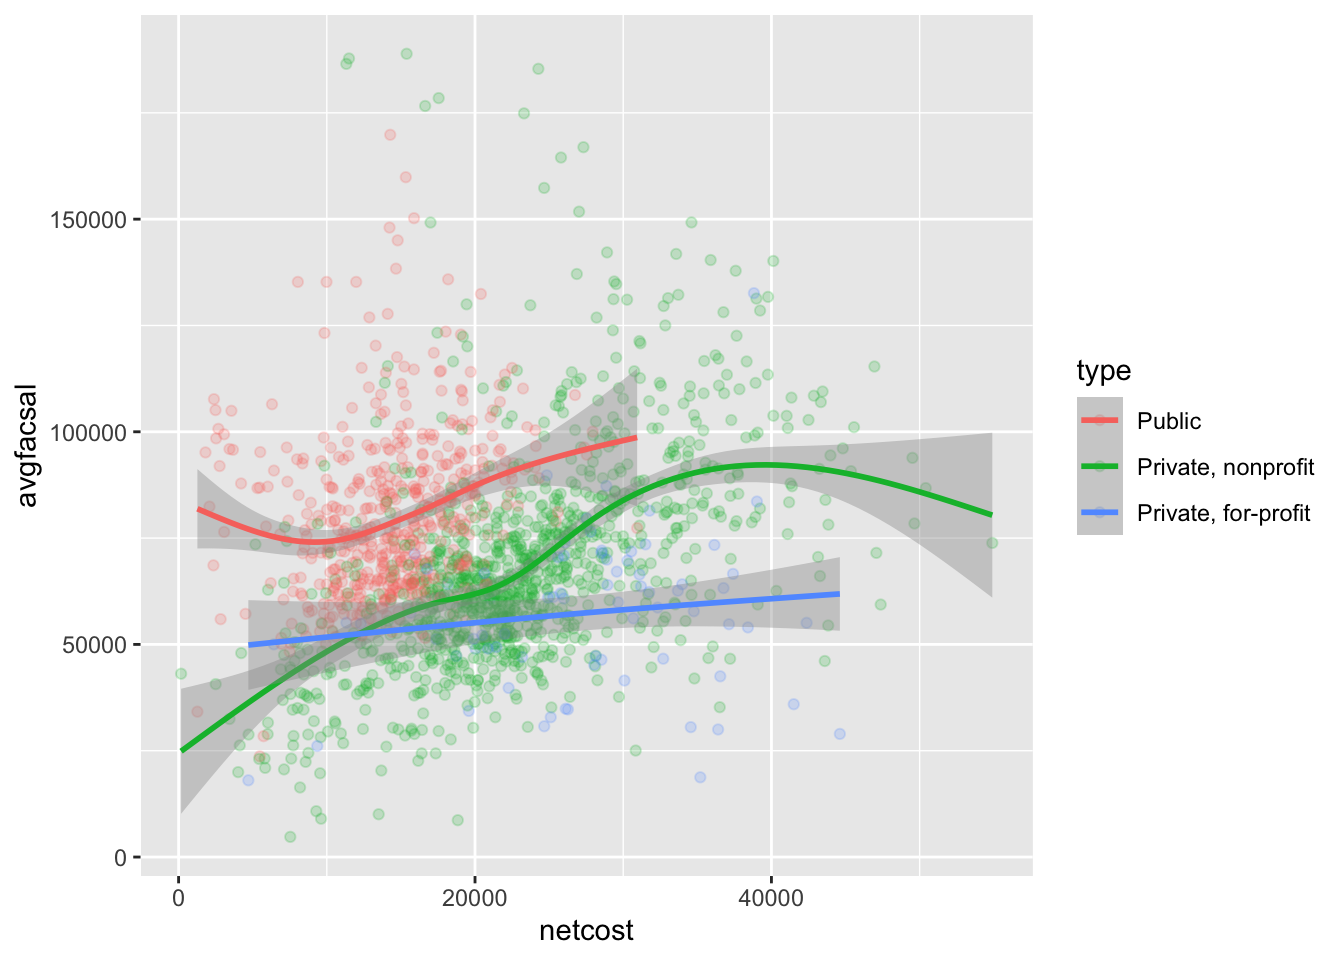 avgfacsal
150000
100000
50000
0
0
20000
40000
netcost
type
Public
Private, nonprofit
Private, for-profit